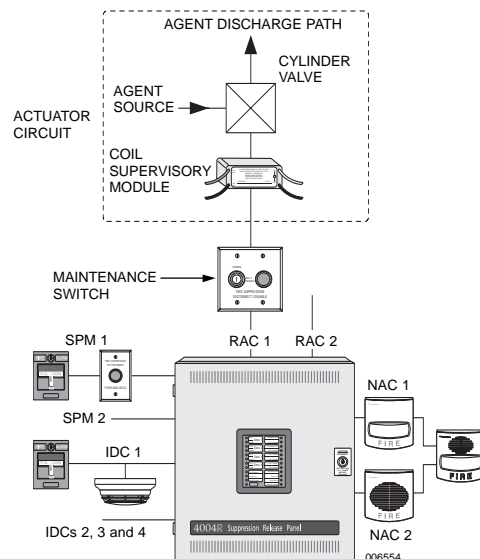 AGENT DISCHARGE PATH
CYLINDER
VALVE
AGENT
SOURCE
ACTUATOR
CIRCUIT
COIL
SUPERVISORY
MODULE
MAINTENANCE
SWITCH
FIRE SUPPRESSION
SPM 1
RAC 1
RAC 2
NAC 1
SPM 2
FIRE
IDC 1
FIRE
FIRE
IDCs 2, 3 and 4
4004R Suppression Release Panel
NAC 2
006554